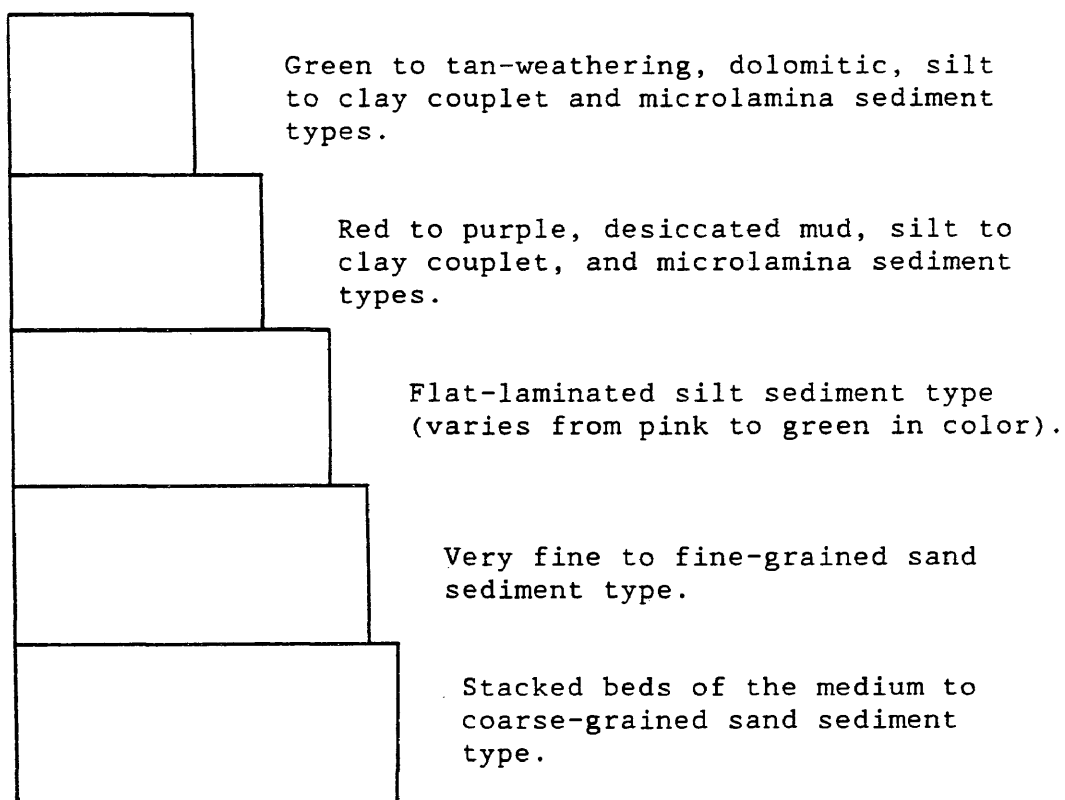 Green to tan-weathering, dolomitic, silt
to clay couplet and microlamina sediment
types.
Red to purple, desiccated mud, silt to
clay couplet, and microlamina sediment
types.
Flat-laminated silt sediment type
(varies from pink to green in color).
Very fine to fine-grained sand
sediment type.
Stacked beds of the medium to
coarse-grained sand sediment
type.